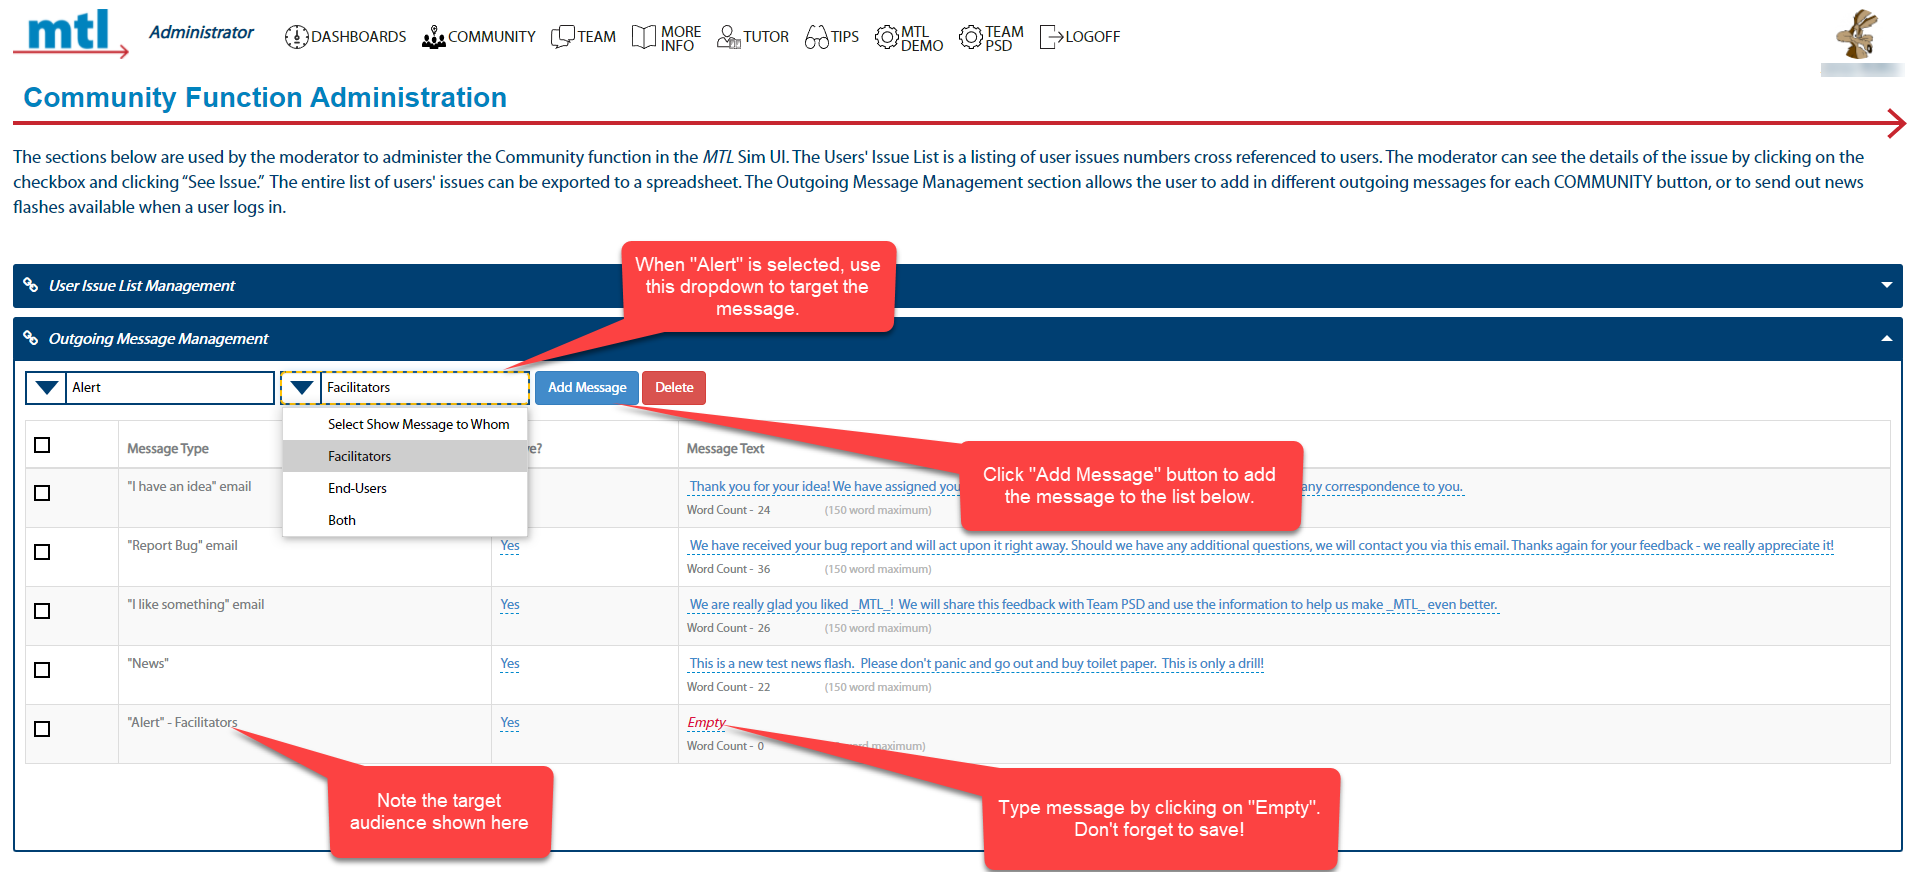 mtl
Administrator
DASHBOARDS
COMMUNITY
TEAM
MORE
INFO
TUTOR
TIPS
MTL
DEMO
TEAM
PSD
LOGOFF
Community Function Administration
The sections below are used by the moderator to administer the Community function in the MTL Sim UI. The Users' Issue List is a listing of user issues numbers cross referenced to users. The moderator can see the details of the issue by clicking on the
checkbox and clicking “See Issue.” The entire list of users' issues can be exported to a spreadsheet. The Outgoing Message Management section allows the user to add in different outgoing messages for each COMMUNITY button, or to send out news
flashes available when a user logs in.
When "Alert" is selected, use
this dropdown to target the
message.
User Issue List Management
Outgoing Message Management
Alert
Facilitators
Add Message
Delete
Select Show Message to Whom
Facilitators
End-Users
Both
Message Type
e?
Message Text
Click "Add Message" button to add
the message to the list below.
"I have an idea" email
Thank you for your idea! We have assigned you any correspondence to you.
Word Count - 24 (150 word maximum)
"Report Bug" email
Yes
We have received your bug report and will act upon it right away. Should we have any additional questions, we will contact you via this email. Thanks again for your feedback - we really appreciate it!
Word Count - 36 (150 word maximum)
"I like something" email
Yes
We are really glad you liked _MTL_! We will share this feedback with Team PSD and use the information to help us make _MTL_ even better.
Word Count - 26 (150 word maximum)
"News"
Yes
This is a new test news flash. Please don't panic and go out and buy toilet paper. This is only a drill!
Word Count - 22 (150 word maximum)
"Alert" - Facilitators
Yes
Empty
Word Count - 0 maximum)
Note the target
audience shown here
Type message by clicking on "Empty".
Don't forget to save!